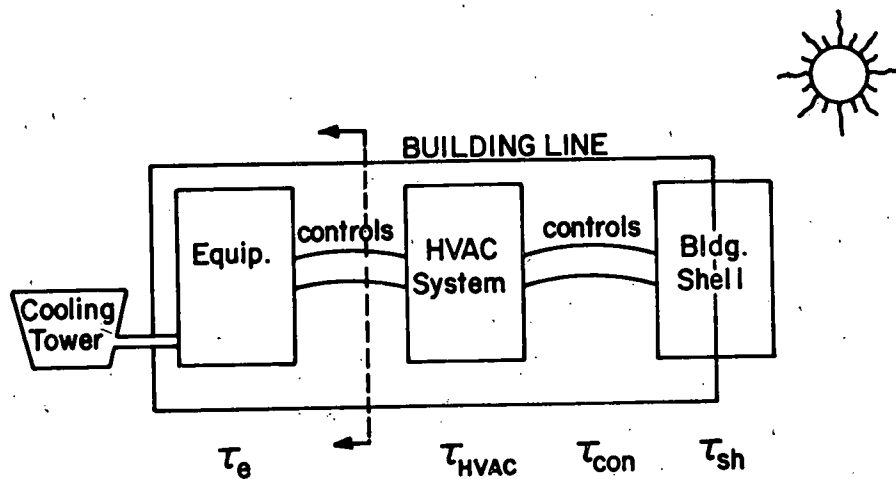 BUILDING LINE
Equip.
controls
HVAC
System
controls
Bldg.
Shell
Cooling
Tower
τe
τHVAC
τcon
τsh